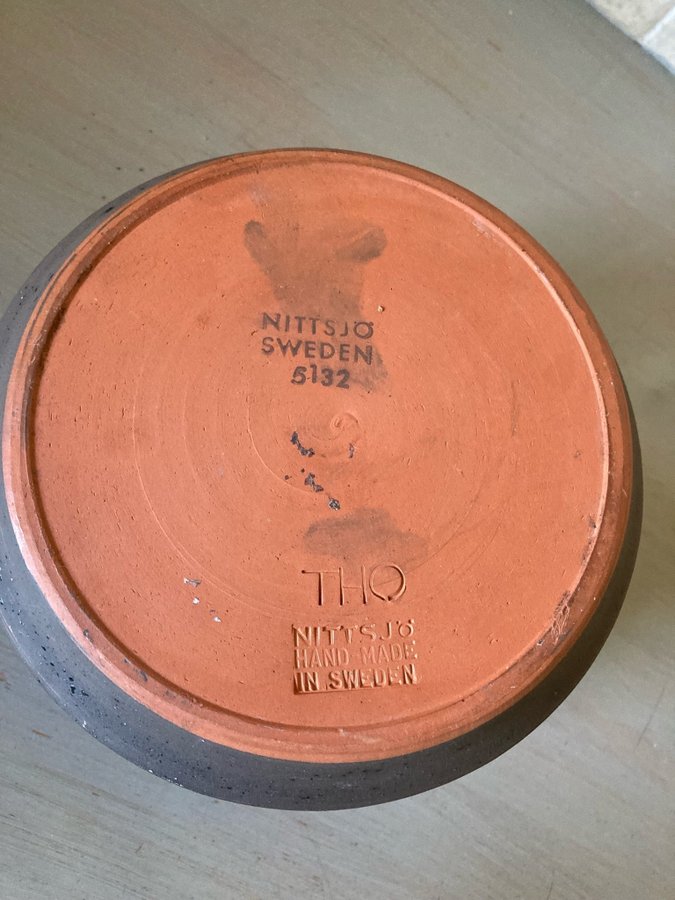 NITTSJÖ
SWEDEN
5132
THO
NITTSJÖ
HAND MADE
IN SWEDEN